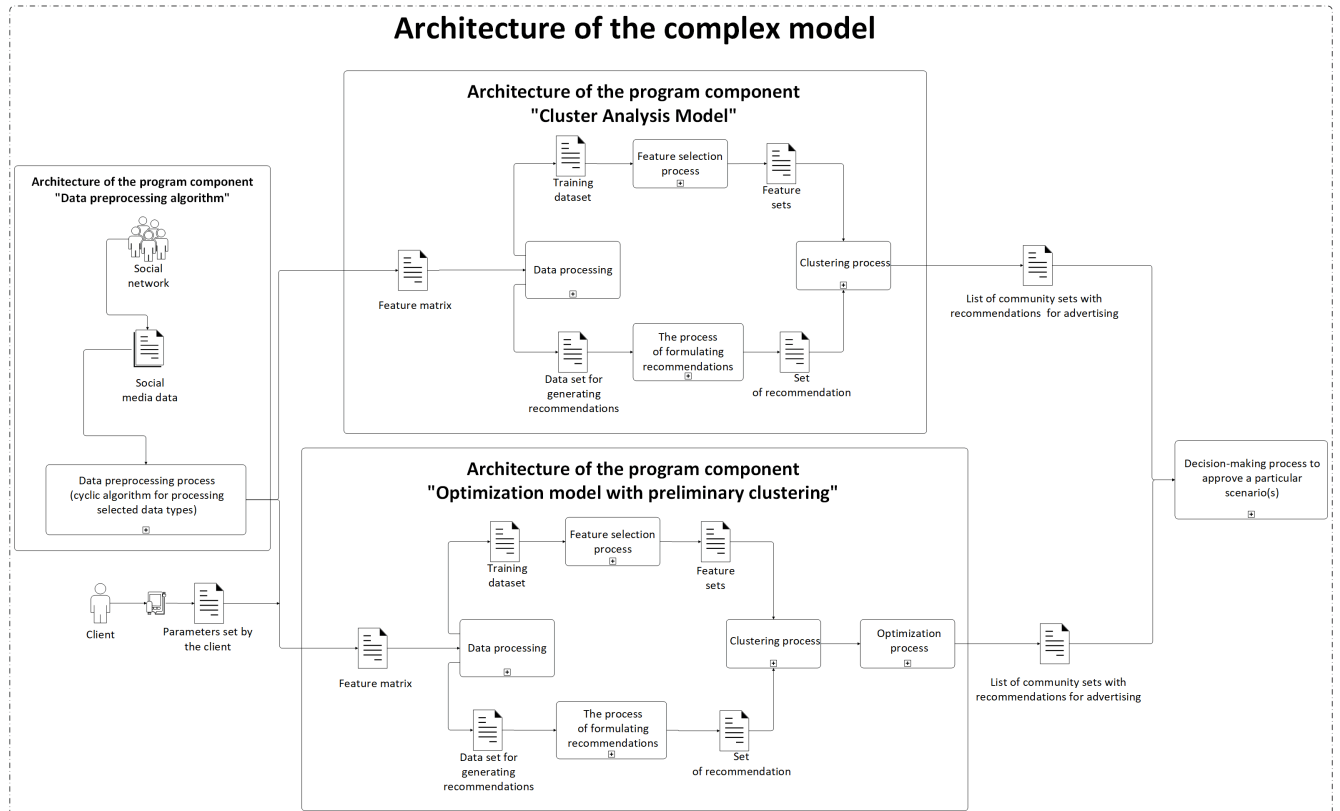 Architecture of the complex model
Architecture of the program component
"Data preprocessing algorithm"
Social
network
Social
media data
Data preprocessing process
(cyclic algorithm for processing
selected data types)
Client
Parameters set by
the client
Architecture of the program component
"Cluster Analysis Model"
Feature matrix
Data processing
Training
dataset
Feature selection
process
Feature
sets
Data set for
generating
recommendations
The process
of formulating
recommendations
Set
of recommendation
Clustering process
List of community sets with
recommendations for advertising
Architecture of the program component
"Optimization model with preliminary clustering"
Feature matrix
Data processing
Training
dataset
Feature selection
process
Feature
sets
Data set for
generating
recommendations
The process
of formulating
recommendations
Set
of recommendation
Clustering process
Optimization
process
List of community sets with
recommendations for advertising
Decision-making process to
approve a particular
scenario(s)